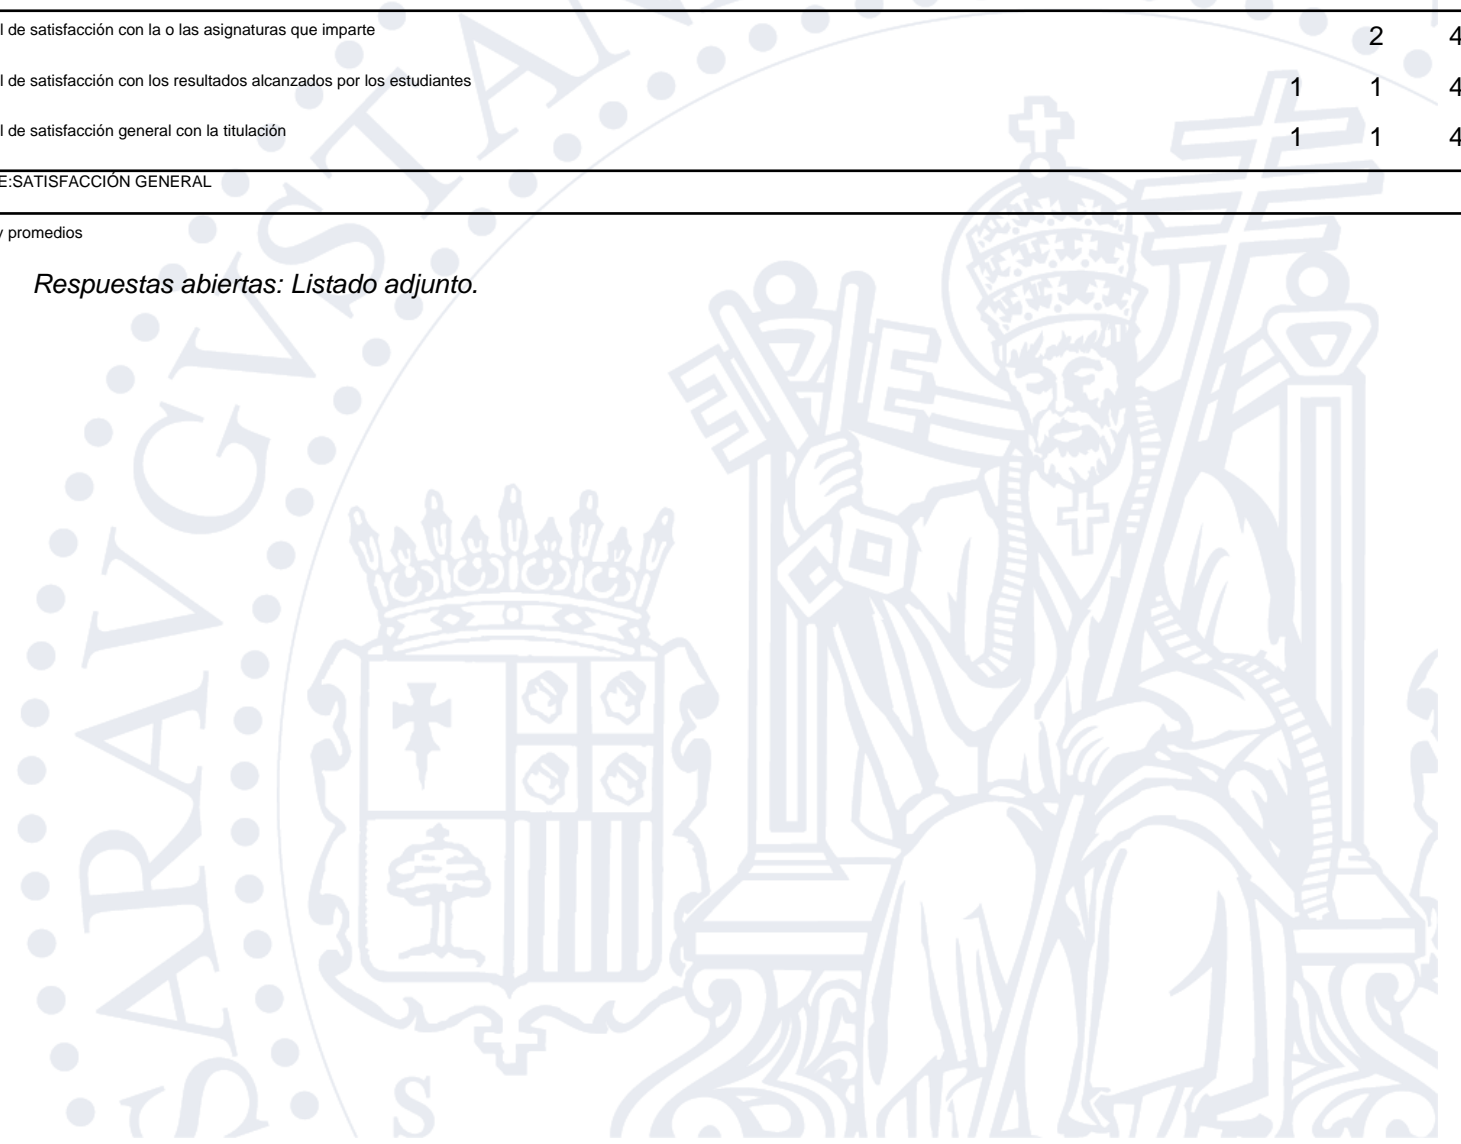 l de satisfacción con la o las asignaturas que imparte 2 4
l de satisfacción con los resultados alcanzados por los estudiantes 1 1 4
l de satisfacción general con la titulación 1 1 4
E:SATISFACCIÓN GENERAL
y promedios
Respuestas abiertas: Listado adjunto.
SARAVGVSTAN
S